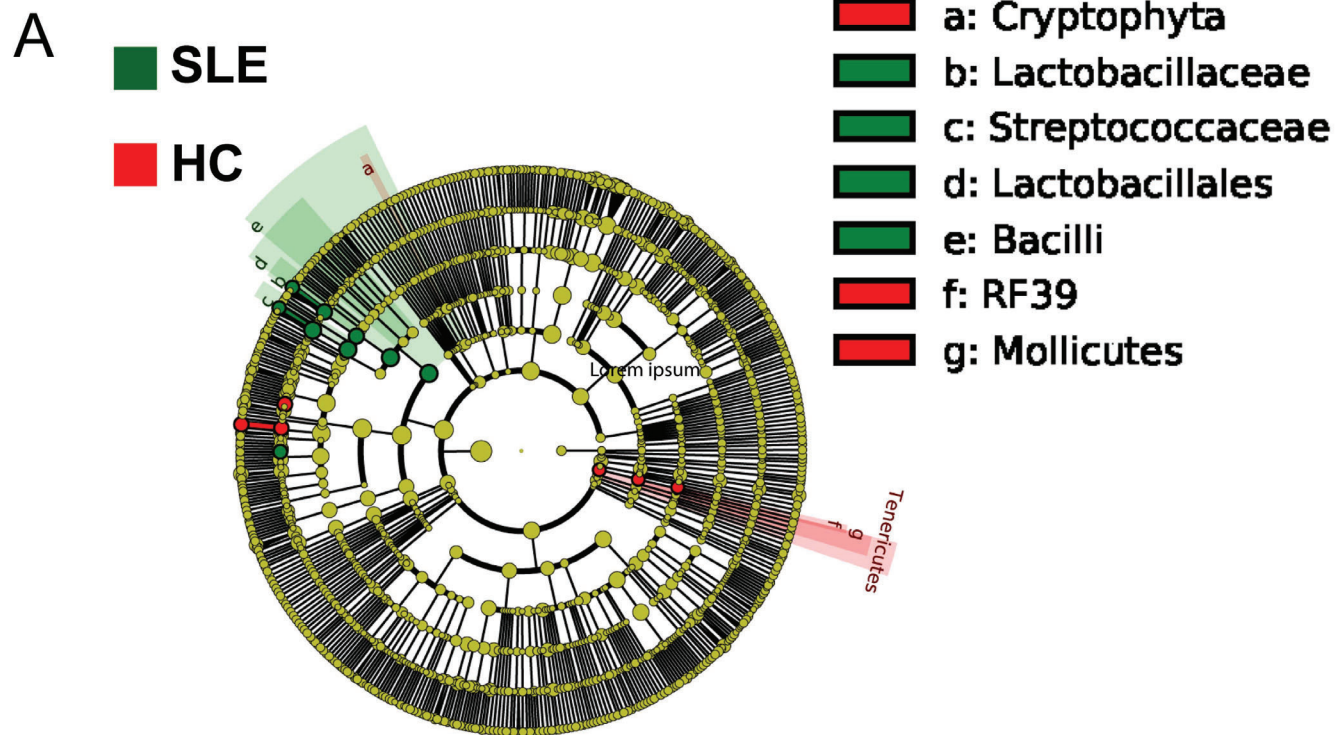 A
SLE
HC
a: Cryptophyta
b: Lactobacillaceae
c: Streptococcaceae
d: Lactobacillales
e: Bacilli
f: RF39
g: Mollicutes
a
e
d
b
c
Lorem ipsum
f
g
Tenericutes